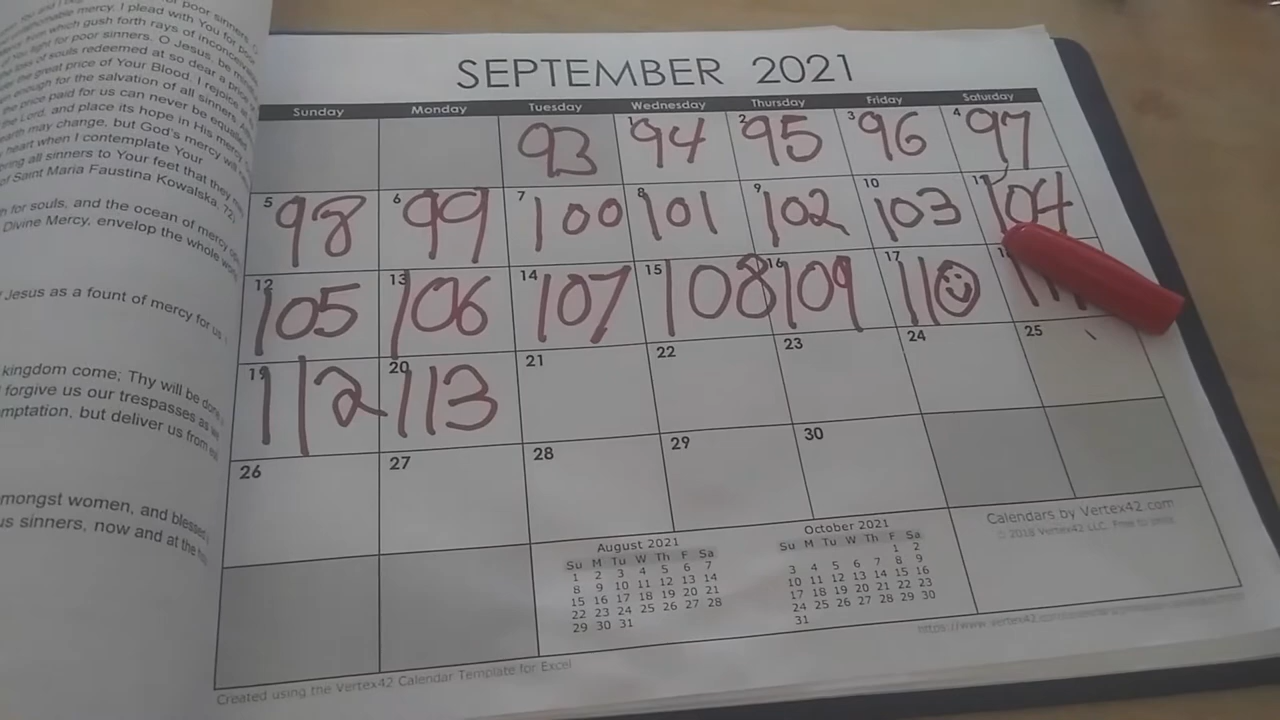 poor sinners. O
mercy. I plead with You for
from which gush forth rays of
for poor sinners. O Jesus, be
of souls redeemed at so dear a price
the great price of Your Blood, I rejoice at
enough for the salvation of all sinners.
the price paid for us can never be equalled
the Lord, and place its hope in His mercy
earth may change, but God's mercy will
heart when I contemplate Your
bring all sinners to Your feet that they
of Saint Maria Faustina Kowalska, 72)
for souls, and the ocean of mercy
Divine Mercy, envelop the whole
Jesus as a fount of mercy for us
kingdom come; Thy will be done
forgive us our trespasses as we
but deliver us from
amongst women, and blessed
us sinners, now and at the
SEPTEMBER 2021
Sunday Monday Tuesday Wednesday Thursday Friday Saturday
1 2 3 4
93 94 95 96 97
5 6 7 8 9 10
98 99 100 101 102 103 104
12 13 14 15 16 17
105 106 107 108 109 110
19 20 21 22 23 24 25
112 113
26 27 28 29 30
August 2021
Su M Tu W Th F Sa
1 2 3 4 5 6 7
8 9 10 11 12 13 14
15 16 17 18 19 20 21
22 23 24 25 26 27 28
29 30 31
October 2021
Su M Tu W Th F Sa
1 2
3 4 5 6 7 8 9
10 11 12 13 14 15 16
17 18 19 20 21 22 23
24 25 26 27 28 29 30
31
Calendars by Vertex42.com
© 2018 Vertex42 LLC. Free to
Created using the Vertex42 Calendar Template for Excel